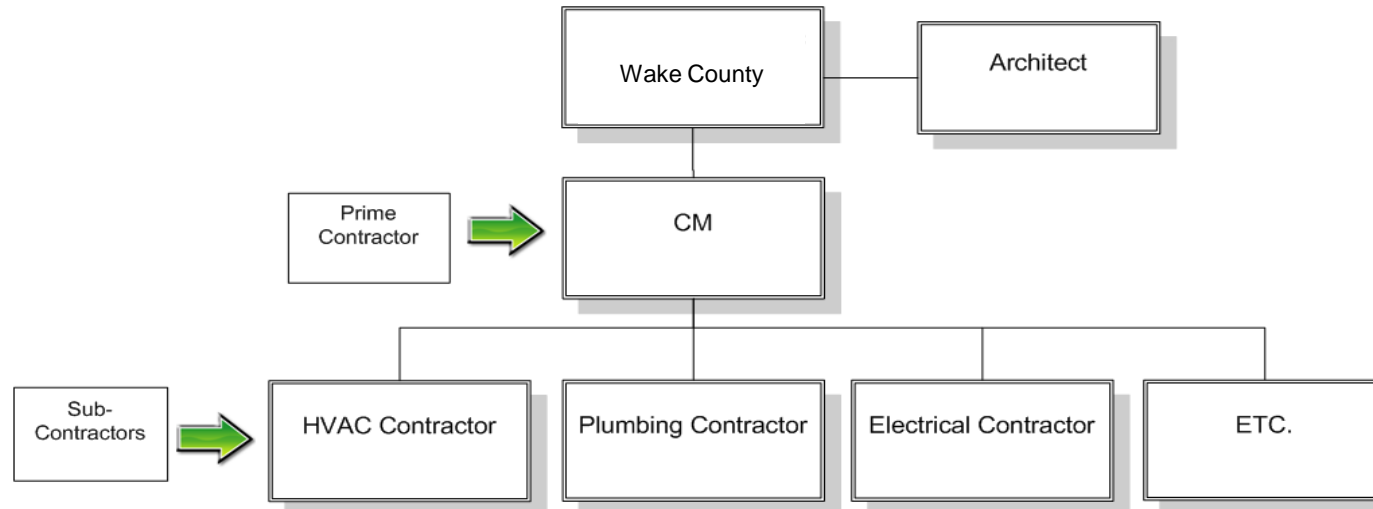 Wake County
Architect
Prime
Contractor
CM
Sub-
Contractors
HVAC Contractor
Plumbing Contractor
Electrical Contractor
ETC.